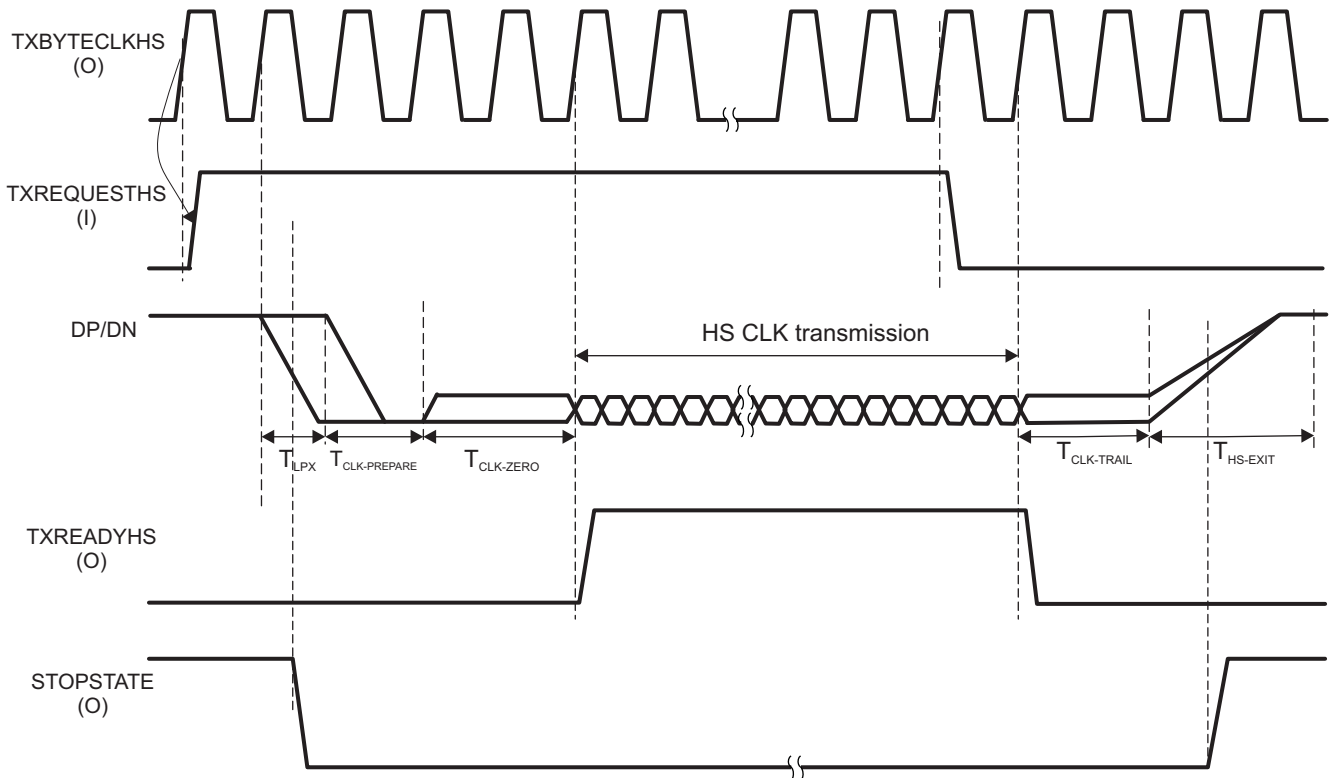 TXBYTECLKHS
(O)
TXREQUESTHS
(I)
DP/DN
HS CLK transmission
TLPX
TCLK-PREPARE
TCLK-ZERO
TCLK-TRAIL
THS-EXIT
TXREADYHS
(O)
STOPSTATE
(O)